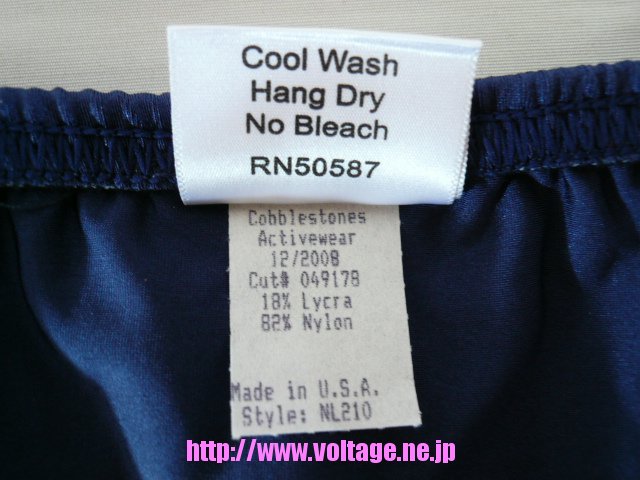 Cool Wash
Hang Dry
No Bleach
RN50587
Cobblestones
Activewear
12/2008
Cut# 049178
18% Lycra
82% Nylon
Made in U.S.A.
Style: NL210
http://www.voltage.ne.jp